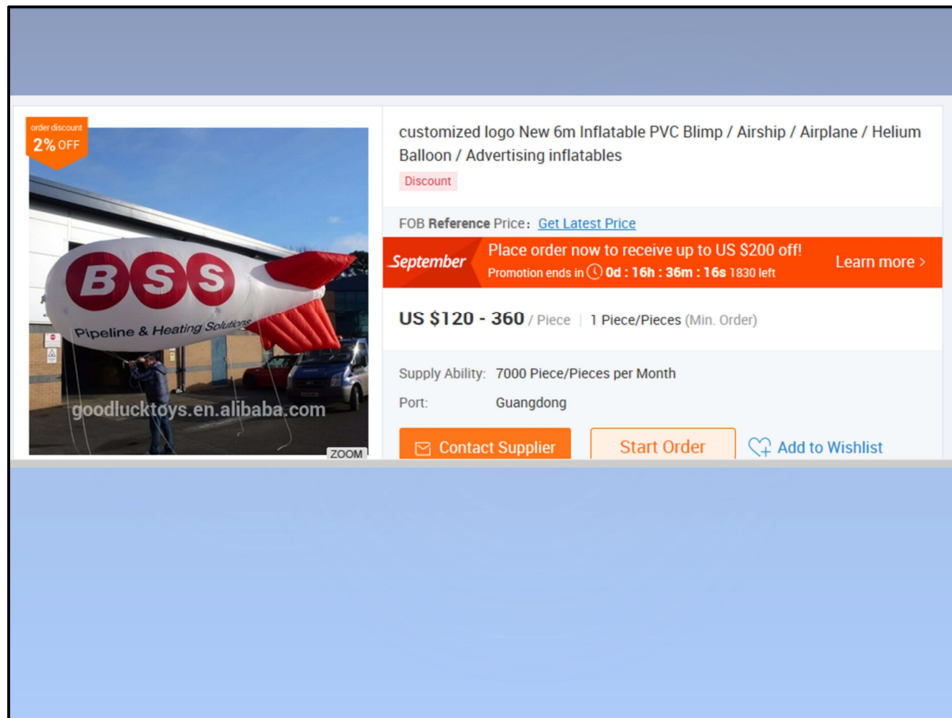 order discount
2% OFF
BSS
Pipeline & Heating Solutions
goodlucktoys.en.alibaba.com
ZOOM
customized logo New 6m Inflatable PVC Blimp / Airship / Airplane / Helium
Balloon / Advertising inflatables
Discount
FOB Reference Price: Get Latest Price
September
Place order now to receive up to US $200 off!
Promotion ends in 0d : 16h : 36m : 16s 1830 left
Learn more >
US $120 - 360 / Piece | 1 Piece/Pieces (Min. Order)
Supply Ability: 7000 Piece/Pieces per Month
Port: Guangdong
Contact Supplier
Start Order
Add to Wishlist